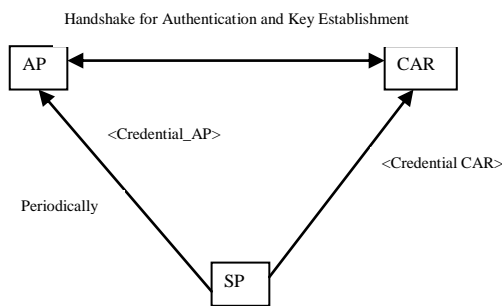 Handshake for Authentication and Key Establishment
AP
CAR
<Credential_AP>
<Credential CAR>
Periodically
SP